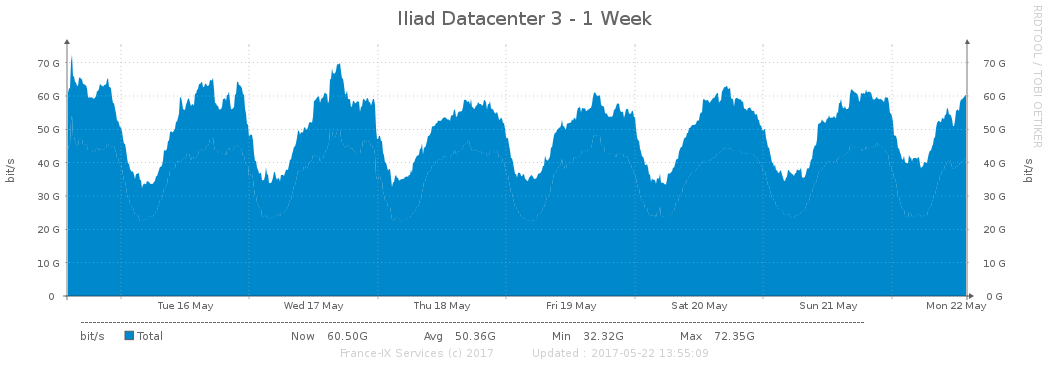 Iliad Datacenter 3 - 1 Week
RRDTOOL / TOBI OETIKER
bit/s
70 G 70 G
60 G 60 G
50 G 50 G
40 G 40 G
30 G 30 G
20 G 20 G
10 G 10 G
0 0 G
bit/s
Tue 16 May Wed 17 May Thu 18 May Fri 19 May Sat 20 May Sun 21 May Mon 22 May
bit/s Total Now 60.50G Avg 50.36G Min 32.32G Max 72.35G
France-IX Services (c) 2017 Updated : 2017-05-22 13:55:09